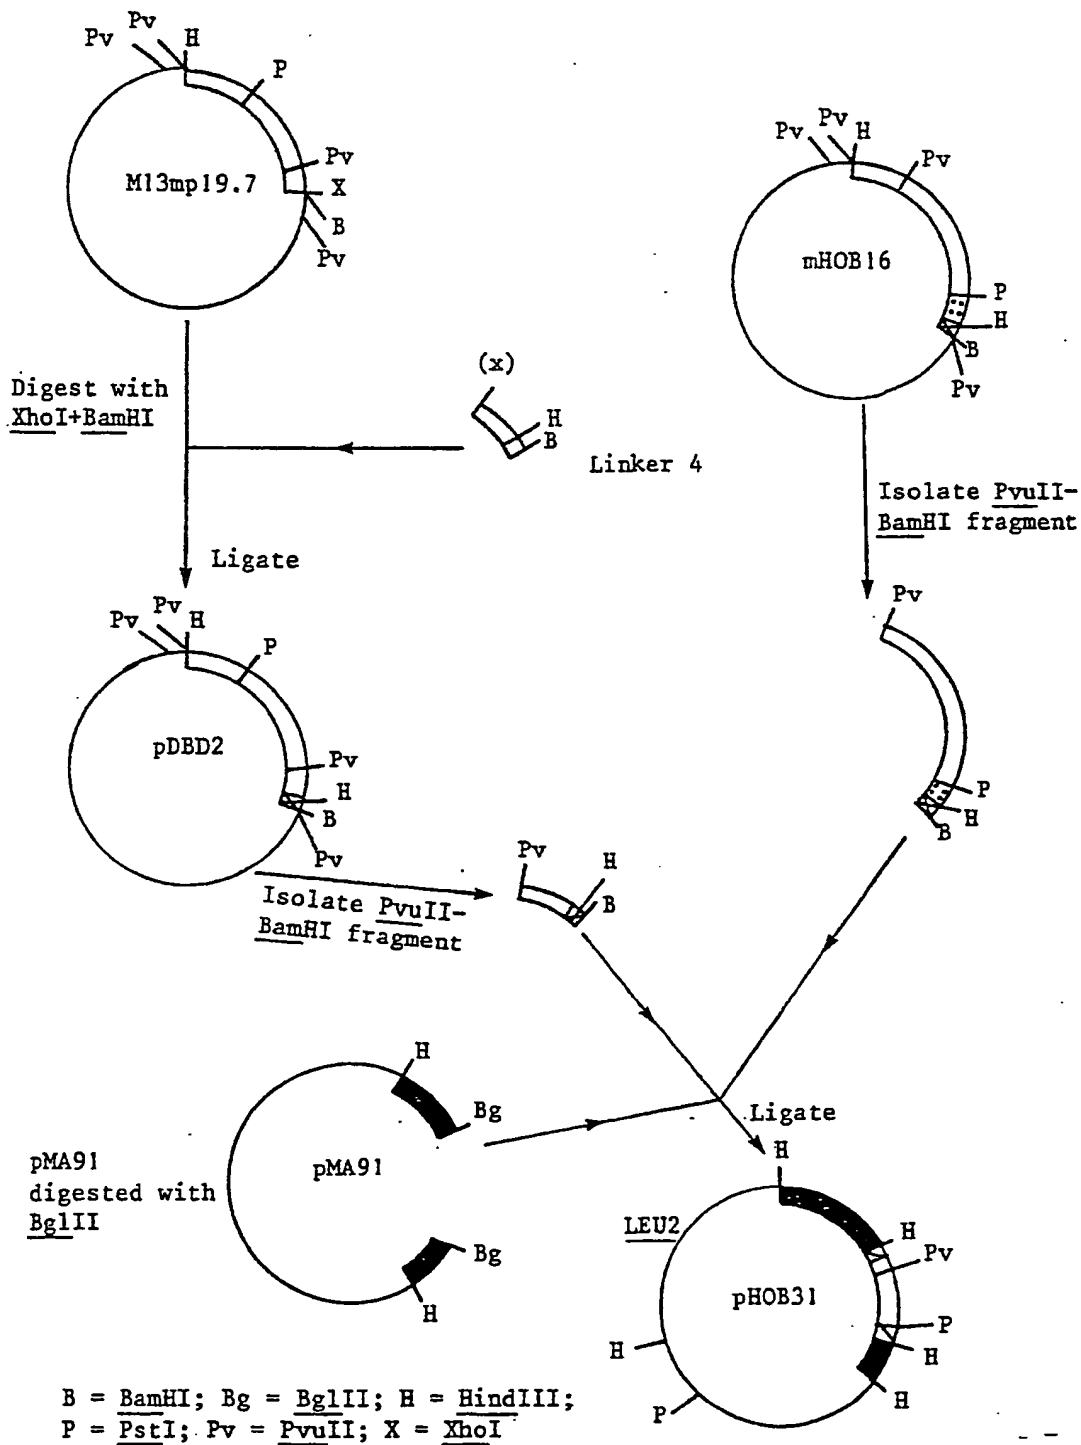 Pv
Pv
H
P
M13mp19.7
Pv
X
B
Pv
Pv
Pv
H
Pv
mHOB16
P
H
B
Pv
Digest with
XhoI+BamHI
(x)
H
B
Linker 4
Isolate PvuII-
BamHI fragment
Ligate
Pv
Pv
H
P
pDBD2
Pv
H
B
Pv
Pv
P
H
B
Isolate PvuII-
BamHI fragment
Pv
H
B
pMA91
digested with
BglII
H
Bg
pMA91
Bg
H
Ligate
H
LEU2
H
Pv
pHOB31
P
H
H
H
P
B = BamHI; Bg = BglII; H = HindIII;
P = PstI; Pv = PvuII; X = XhoI